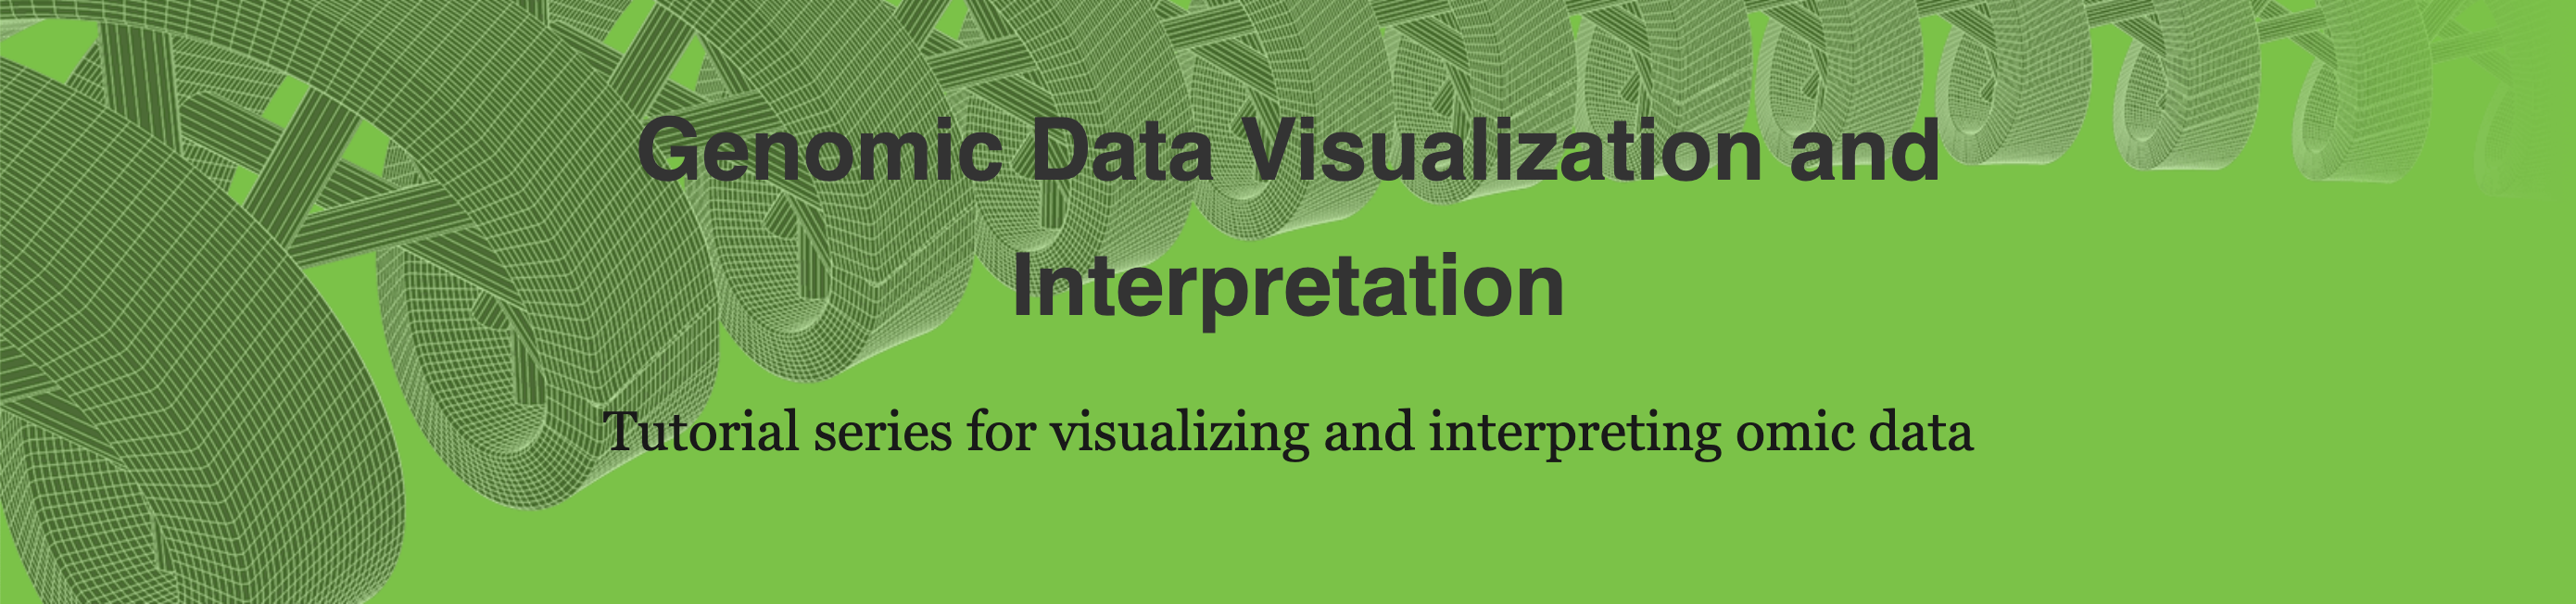 Genomic Data Visualization and
Interpretation
Tutorial series for visualizing and interpreting omic data